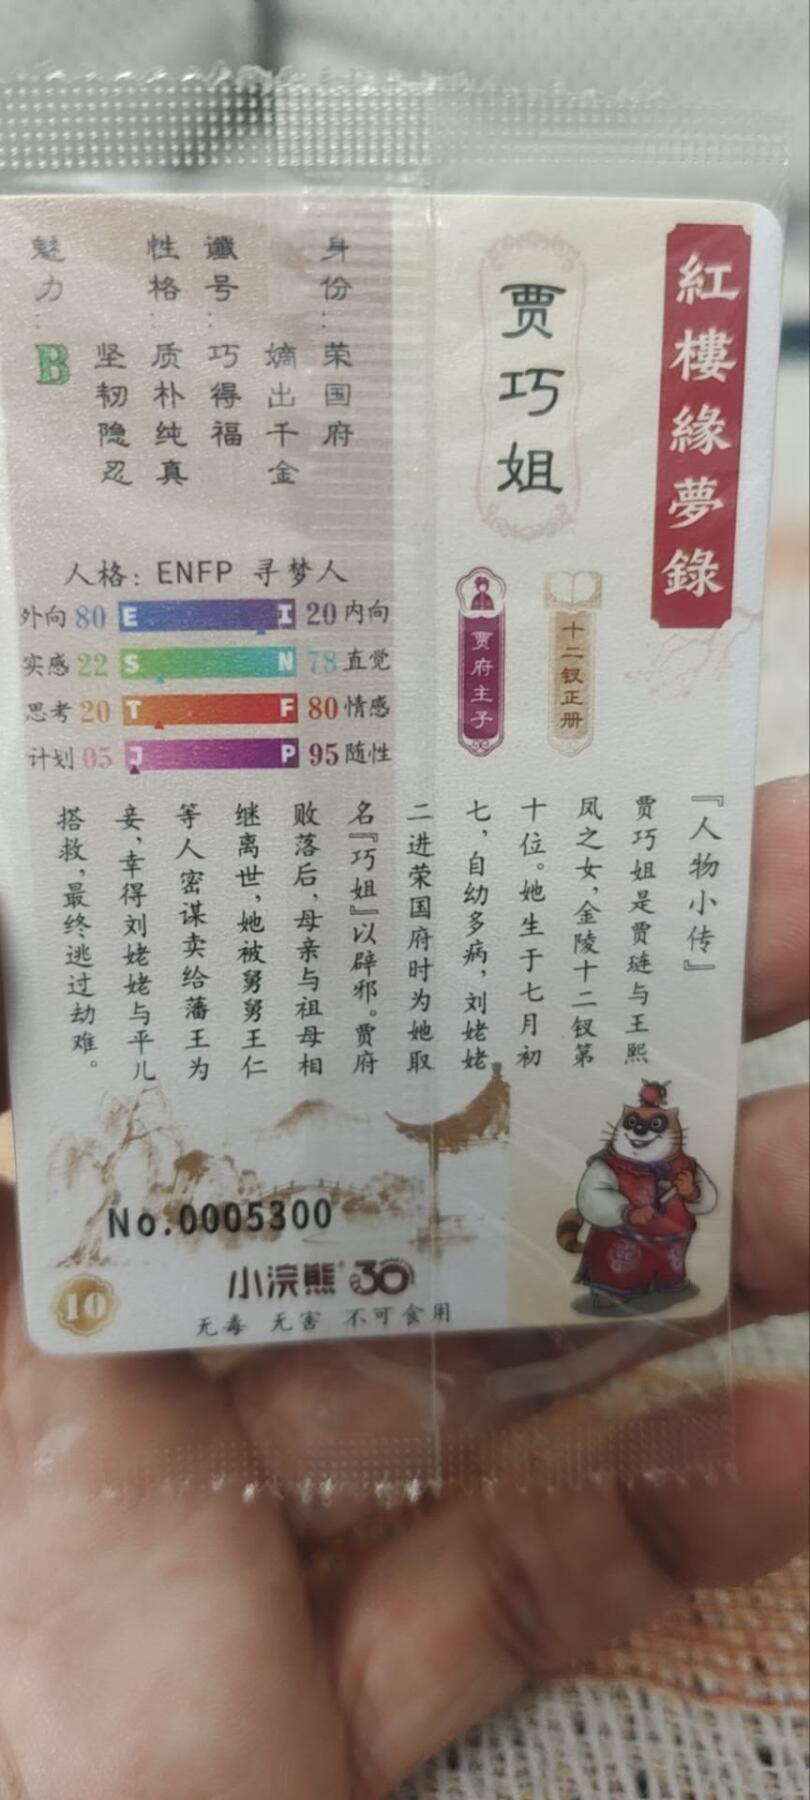 紅樓緣夢錄
贾巧姐
十二钗正册
贾府主子
身份：荣国府
嫡出千金
谶号：巧得福
性格：质朴纯真
坚韧隐忍
魅力：B
人格：ENFP 寻梦人
外向 80 E I 20 内向
实感 22 S N 78 直觉
思考 20 T F 80 情感
计划 05 J P 95 随性
『人物小传』
贾巧姐是贾琏与王熙
凤之女，金陵十二钗第
十位。她生于七月初
七，自幼多病，刘姥姥
二进荣国府时为她取
名『巧姐』以辟邪。贾府
败落后，母亲与祖母相
继离世，她被舅舅王仁
等人密谋卖给藩王为
妾，幸得刘姥姥与平儿
搭救，最终逃过劫难。
No.0005300
小浣熊® 30
10
无毒 无害 不可食用